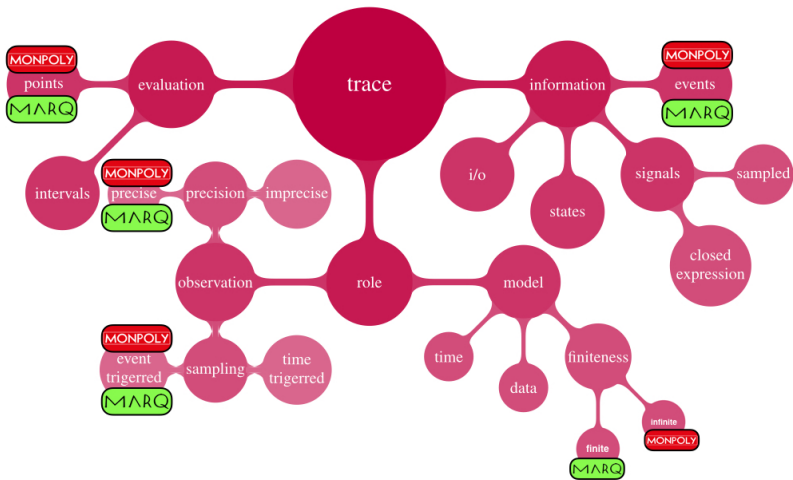 trace
evaluation
MONPOLY
points
MARQ
intervals
information
MONPOLY
events
MARQ
i/o
states
signals
sampled
closed
expression
role
observation
precision
MONPOLY
precise
MARQ
imprecise
sampling
MONPOLY
event
trigerred
MARQ
time
trigerred
model
time
data
finiteness
finite
MARQ
infinite
MONPOLY